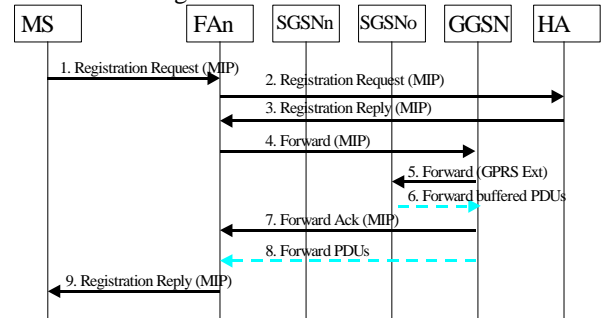 MS FAn SGSNn SGSNo GGSN HA
1. Registration Request (MIP)
2. Registration Request (MIP)
3. Registration Reply (MIP)
4. Forward (MIP)
5. Forward (GPRS Ext)
6. Forward buffered PDUs
7. Forward Ack (MIP)
8. Forward PDUs
9. Registration Reply (MIP)